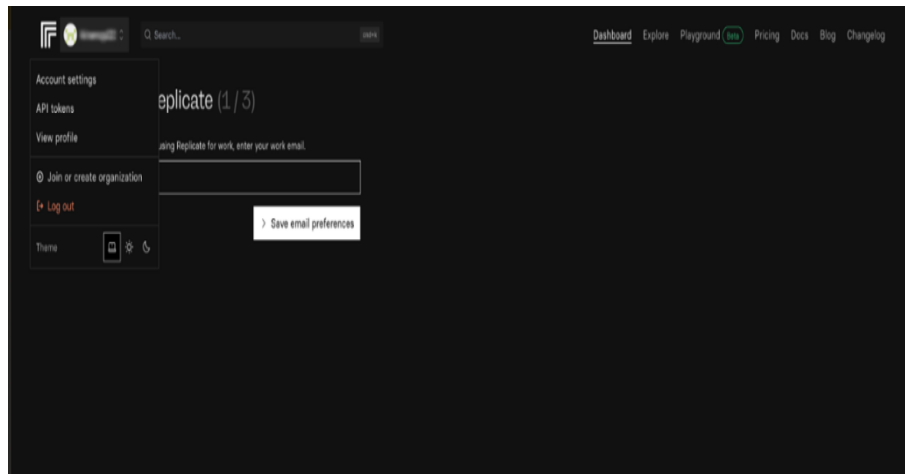 Search...
Dashboard Explore Playground Beta Pricing Docs Blog Changelog
Account settings
API tokens
View profile
Join or create organization
Log out
Theme
eplicate (1 / 3)
using Replicate for work, enter your work email.
Save email preferences